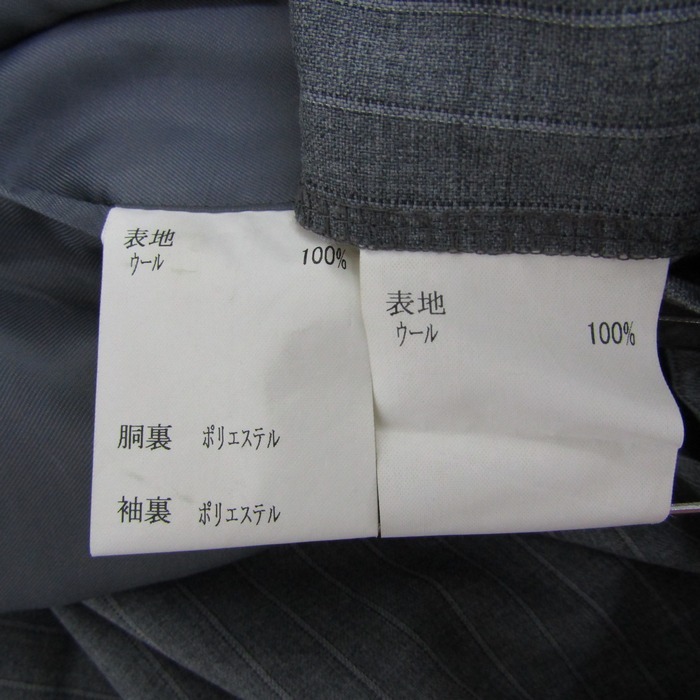 表地
ウール 100%
胴裏 ポリエステル
袖裏 ポリエステル
表地
ウール 100%